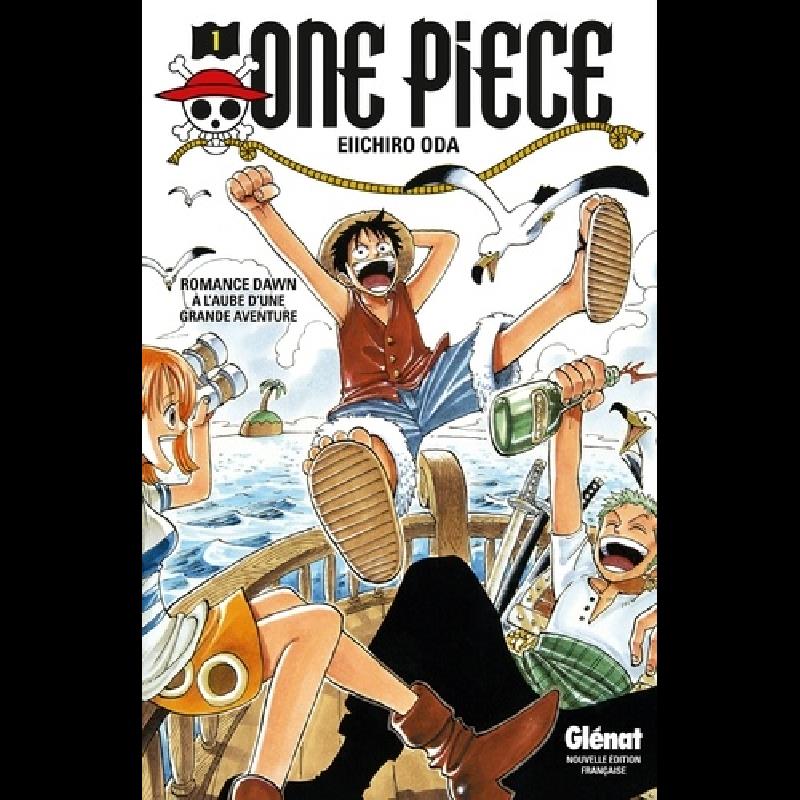 1
ONE PIECE
EIICHIRO ODA
ROMANCE DAWN
À L'AUBE D'UNE
GRANDE AVENTURE
Glénat
NOUVELLE ÉDITION
FRANÇAISE